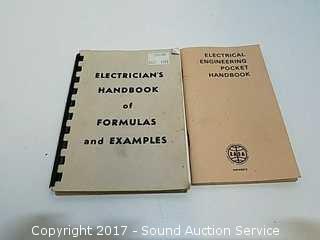 ELECTRICIAN'S
HANDBOOK
of
FORMULAS
and EXAMPLES
ELECTRICAL
ENGINEERING
POCKET
HANDBOOK
Copyright 2017 - Sound Auction Service